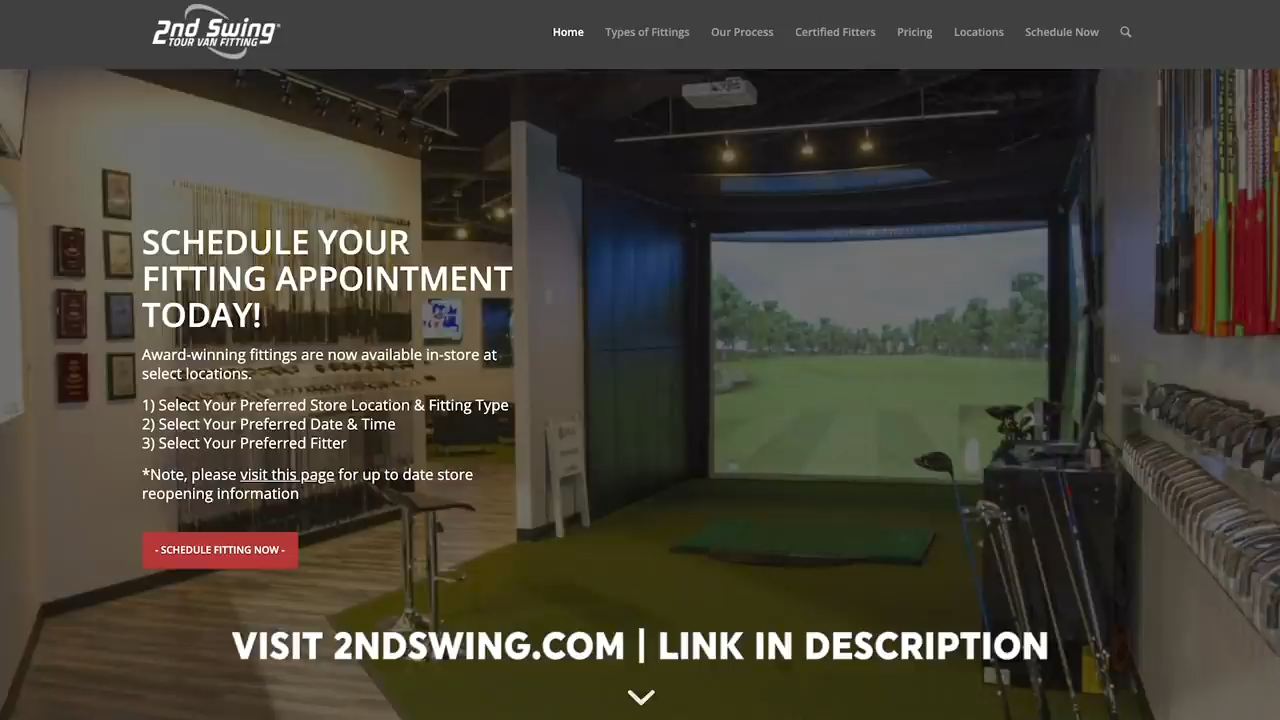 2nd Swing
TOUR VAN FITTING
Home
Types of Fittings
Our Process
Certified Fitters
Pricing
Locations
Schedule Now
SCHEDULE YOUR
FITTING APPOINTMENT
TODAY!
Award-winning fittings are now available in-store at
select locations.
1) Select Your Preferred Store Location & Fitting Type
2) Select Your Preferred Date & Time
3) Select Your Preferred Fitter
*Note, please visit this page for up to date store
reopening information
- SCHEDULE FITTING NOW -
VISIT 2NDSWING.COM | LINK IN DESCRIPTION